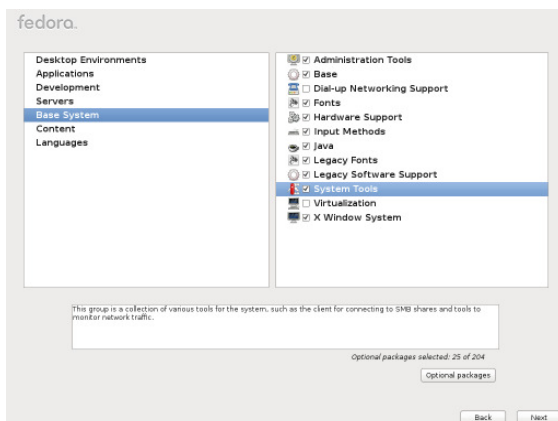 fedora.
Desktop Environments
Applications
Development
Servers
Base System
Content
Languages
Administration Tools
Base
Dial-up Networking Support
Fonts
Hardware Support
Input Methods
Java
Legacy Fonts
Legacy Software Support
System Tools
Virtualization
X Window System
This group is a collection of various tools for the system, such as the client for connecting to SMB shares and tools to
monitor network traffic.
Optional packages selected: 25 of 204
Optional packages
Back
Next